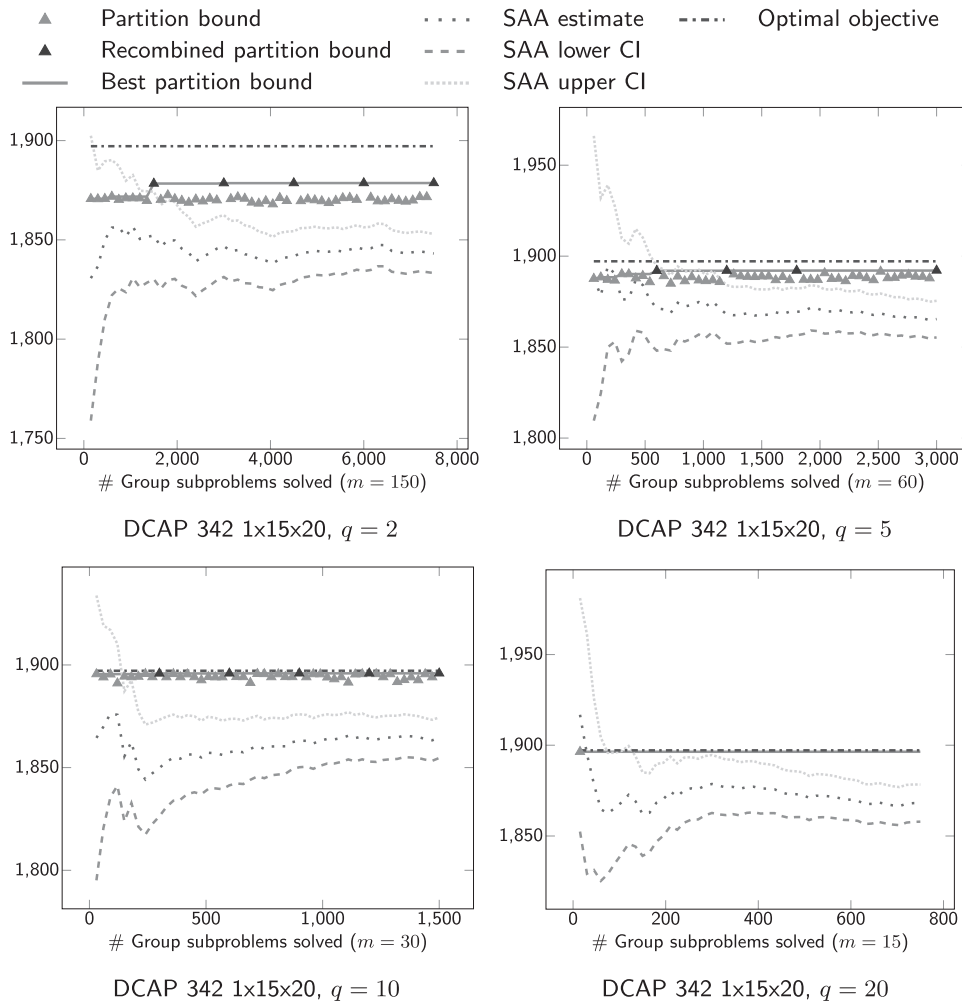 Partition bound
SAA estimate
Optimal objective
Recombined partition bound
SAA lower CI
Best partition bound
SAA upper CI
1,900
1,850
1,800
1,750
0
2,000
4,000
6,000
8,000
# Group subproblems solved (m = 150)
DCAP 342 1x15x20, q = 2
1,950
1,900
1,850
1,800
0
500
1,000
1,500
2,000
2,500
3,000
# Group subproblems solved (m = 60)
DCAP 342 1x15x20, q = 5
1,900
1,850
1,800
0
500
1,000
1,500
# Group subproblems solved (m = 30)
DCAP 342 1x15x20, q = 10
1,950
1,900
1,850
0
200
400
600
800
# Group subproblems solved (m = 15)
DCAP 342 1x15x20, q = 20